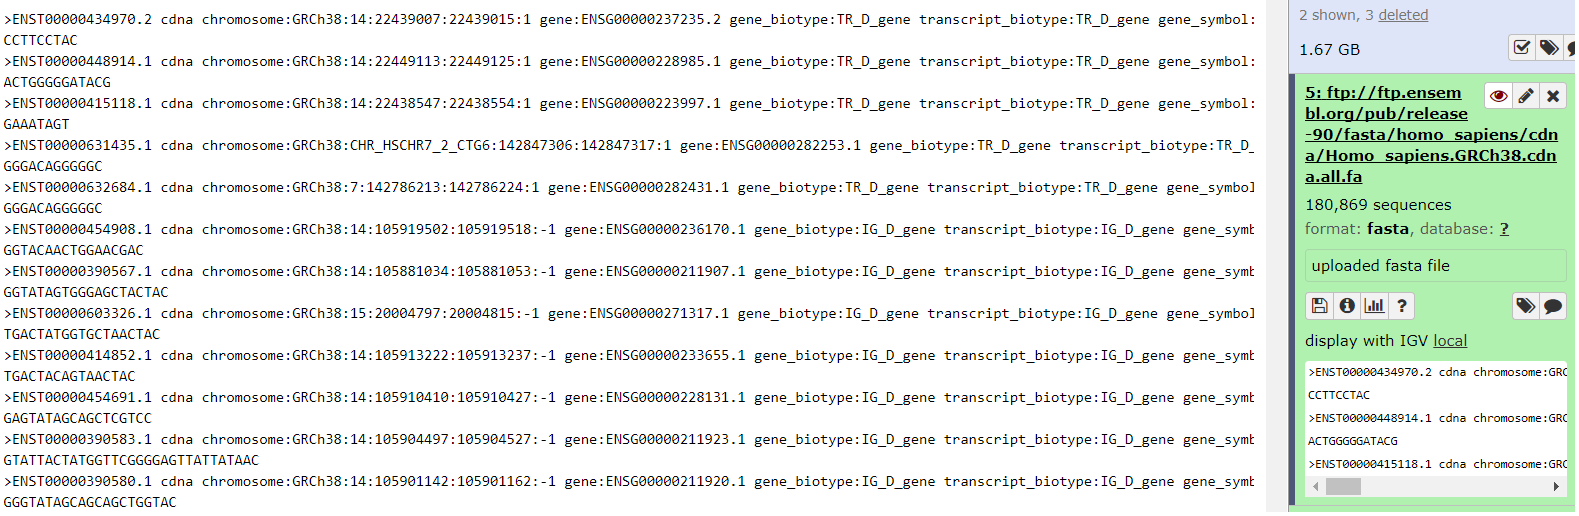 >ENST00000434970.2 cdna chromosome:GRCh38:14:22439007:22439015:1 gene:ENSG00000237235.2 gene_biotype:TR_D_gene transcript_biotype:TR_D_gene gene_symbol:
CCTTCCTAC
>ENST00000448914.1 cdna chromosome:GRCh38:14:22449113:22449125:1 gene:ENSG00000228985.1 gene_biotype:TR_D_gene transcript_biotype:TR_D_gene gene_symbol:
ACTGGGGGATACG
>ENST00000415118.1 cdna chromosome:GRCh38:14:22438547:22438554:1 gene:ENSG00000223997.1 gene_biotype:TR_D_gene transcript_biotype:TR_D_gene gene_symbol:
GAAATAGT
>ENST00000631435.1 cdna chromosome:GRCh38:CHR_HSCHR7_2_CTG6:142847306:142847317:1 gene:ENSG00000282253.1 gene_biotype:TR_D_gene transcript_biotype:TR_D_
GGGACAGGGGGC
>ENST00000632684.1 cdna chromosome:GRCh38:7:142786213:142786224:1 gene:ENSG00000282431.1 gene_biotype:TR_D_gene transcript_biotype:TR_D_gene gene_symbol
GGGACAGGGGGC
>ENST00000454908.1 cdna chromosome:GRCh38:14:105919502:105919518:-1 gene:ENSG00000236170.1 gene_biotype:IG_D_gene transcript_biotype:IG_D_gene gene_symb
GGTACAACTGGAACGAC
>ENST00000390567.1 cdna chromosome:GRCh38:14:105881034:105881053:-1 gene:ENSG00000211907.1 gene_biotype:IG_D_gene transcript_biotype:IG_D_gene gene_symb
GGTATAGTGGGAGCTACTAC
>ENST00000603326.1 cdna chromosome:GRCh38:15:20004797:20004815:-1 gene:ENSG00000271317.1 gene_biotype:IG_D_gene transcript_biotype:IG_D_gene gene_symbol
TGACTATGGTGCTAACTAC
>ENST00000414852.1 cdna chromosome:GRCh38:14:105913222:105913237:-1 gene:ENSG00000233655.1 gene_biotype:IG_D_gene transcript_biotype:IG_D_gene gene_symb
TGACTACAGTAACTAC
>ENST00000454691.1 cdna chromosome:GRCh38:14:105910410:105910427:-1 gene:ENSG00000228131.1 gene_biotype:IG_D_gene transcript_biotype:IG_D_gene gene_symb
GAGTATAGCAGCTCGTCC
>ENST00000390583.1 cdna chromosome:GRCh38:14:105904497:105904527:-1 gene:ENSG00000211923.1 gene_biotype:IG_D_gene transcript_biotype:IG_D_gene gene_symb
GTATTACTATGGTTCGGGGAGTTATTATAAC
>ENST00000390580.1 cdna chromosome:GRCh38:14:105901142:105901162:-1 gene:ENSG00000211920.1 gene_biotype:IG_D_gene transcript_biotype:IG_D_gene gene_symb
GGGTATAGCAGCAGCTGGTAC
2 shown, 3 deleted
1.67 GB
5: ftp://ftp.ensem
bl.org/pub/release
-90/fasta/homo_sapiens/cdn
a/Homo_sapiens.GRCh38.cdn
a.all.fa
180,869 sequences
format: fasta, database: ?
uploaded fasta file
display with IGV local
>ENST00000434970.2 cdna chromosome:GRC
CCTTCCTAC
>ENST00000448914.1 cdna chromosome:GRC
ACTGGGGGATACG
>ENST00000415118.1 cdna chromosome:GRC